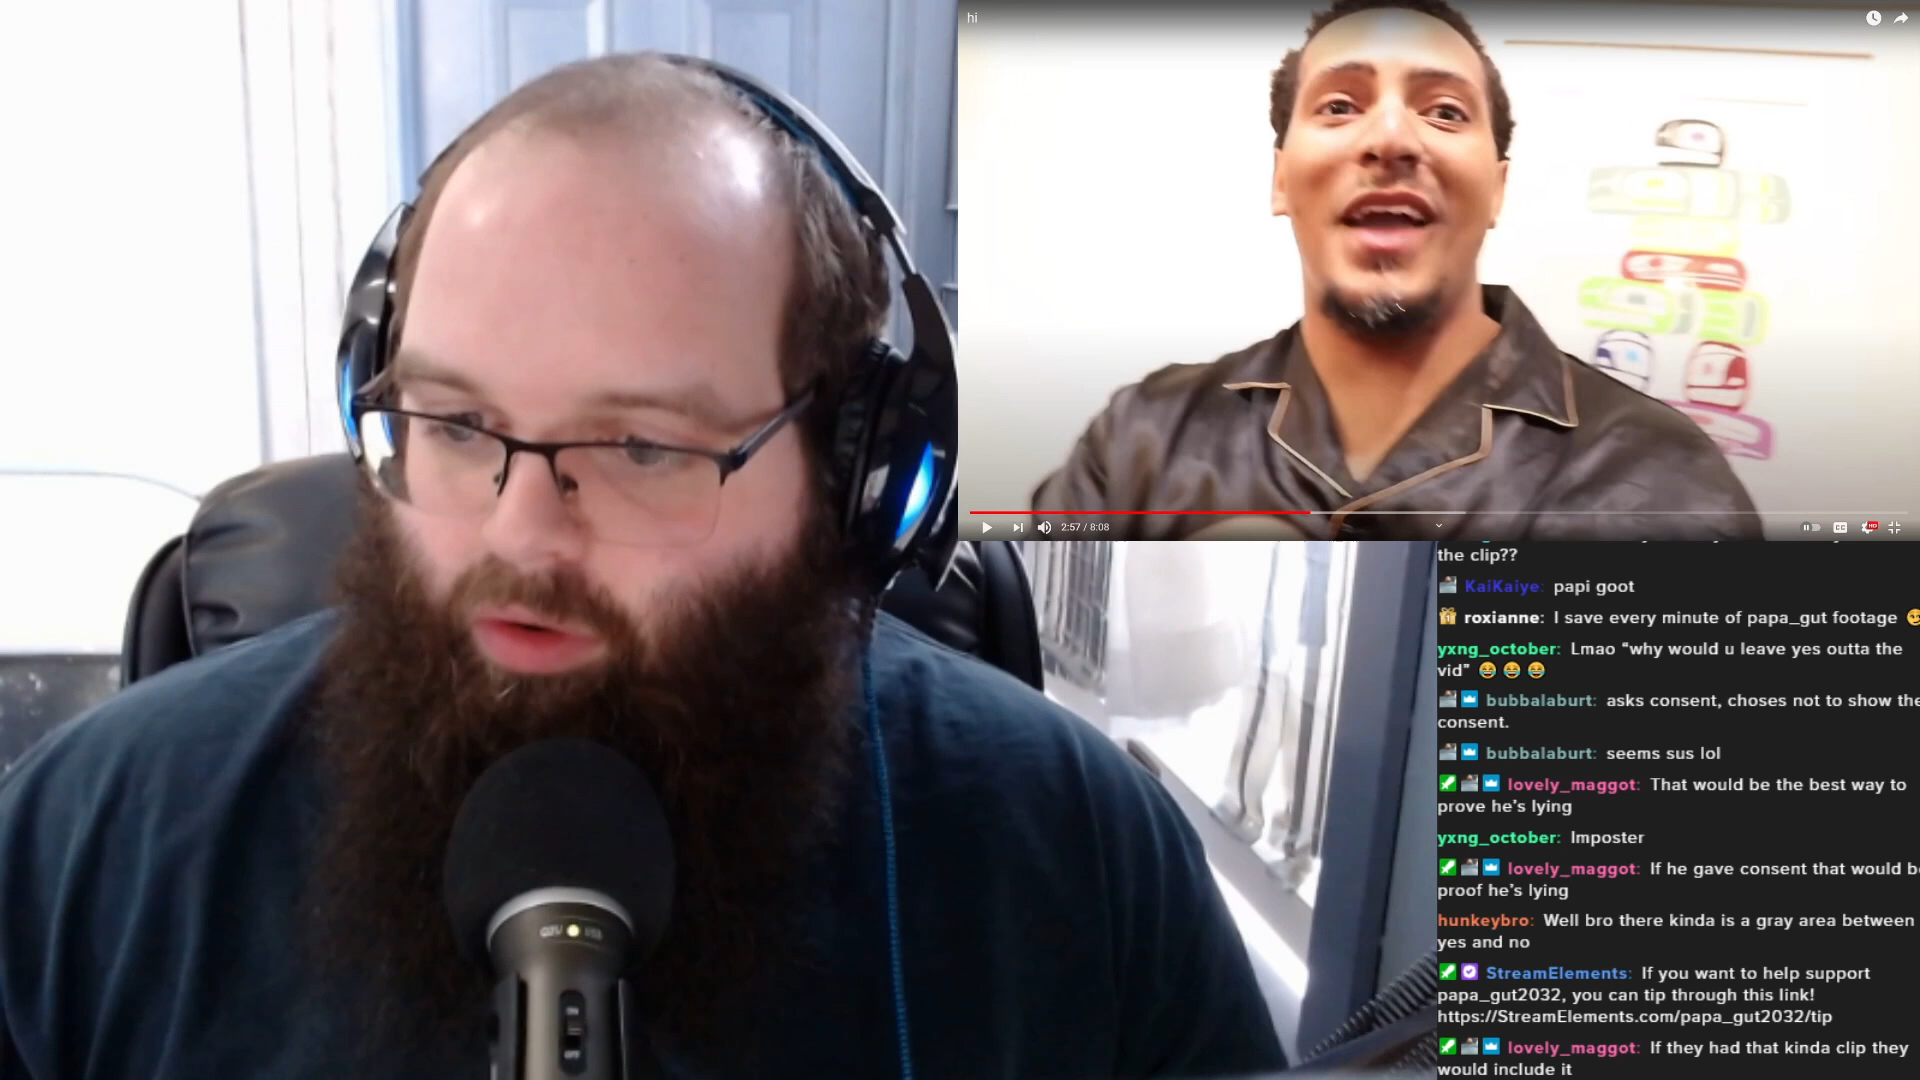 hi
2:57 / 8:08
CC
HD
the clip??
KaiKaiye: papi goot
roxianne: I save every minute of papa_gut footage
yxng_october: Lmao "why would u leave yes outta the
vid"
bubbalaburt: asks consent, choses not to show the
consent.
bubbalaburt: seems sus lol
lovely_maggot: That would be the best way to
prove he's lying
yxng_october: Imposter
lovely_maggot: If he gave consent that would be
proof he's lying
hunkeybro: Well bro there kinda is a gray area between
yes and no
StreamElements: If you want to help support
papa_gut2032, you can tip through this link!
https://StreamElements.com/papa_gut2032/tip
lovely_maggot: If they had that kinda clip they
would include it
ON
OFF